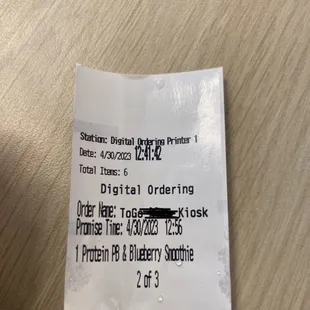 Station: Digital Ordering Printer 1
Date: 4/30/2023 12:41:42
Total Items: 6
Digital Ordering
Order Name: ToGo Kiosk
Promise Time: 4/30/2023 12:56
1 Protein PB & Blueberry Smoothie
2 of 3